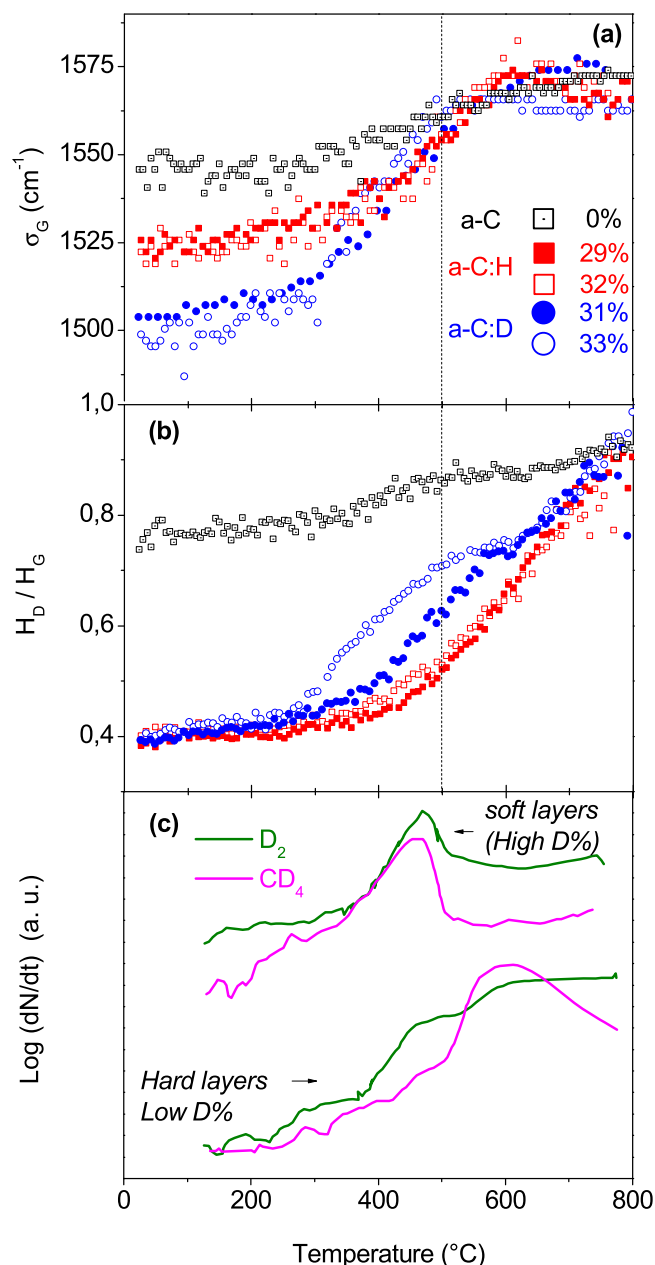 (a)
1575
1550
1525
1500
σG (cm-1)
a-C 0%
a-C:H 29%
32%
a-C:D 31%
33%
1.0
1,0
(b)
0.8
0,6
0,4
HD / HG
(c)
D2
CD4
soft layers
(High D%)
Hard layers
Low D%
Log (dN/dt) (a. u.)
0 200 400 600 800
Temperature (°C)